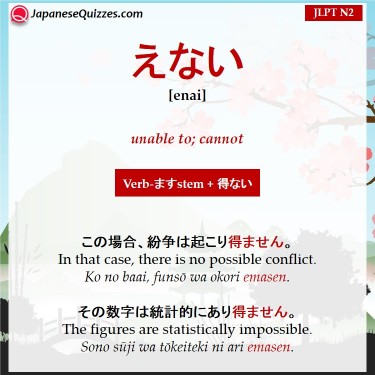 JapaneseQuizzes.com
JLPT N2
えない
[enai]
unable to; cannot
Verb-ますstem + 得ない
この場合、紛争は起こり得ません。
In that case, there is no possible conflict.
Ko no baai, funsō wa okori emasen.
その数字は統計的にあり得ません。
The figures are statistically impossible.
Sono sūji wa tōkeiteki ni ari emasen.